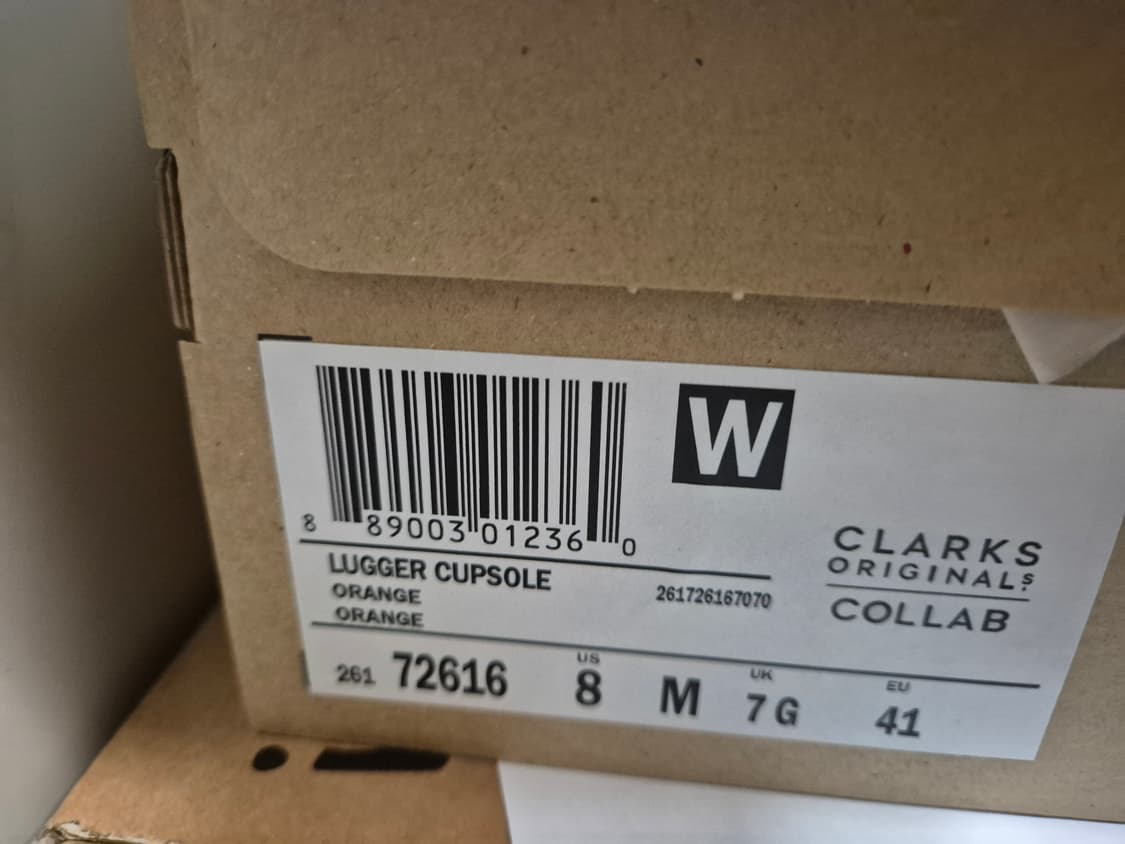 W
8 89003 01236 0
LUGGER CUPSOLE
ORANGE
ORANGE
261726167070
CLARKS
ORIGINALS.
COLLAB
261 72616
US
8
M
UK
7 G
EU
41